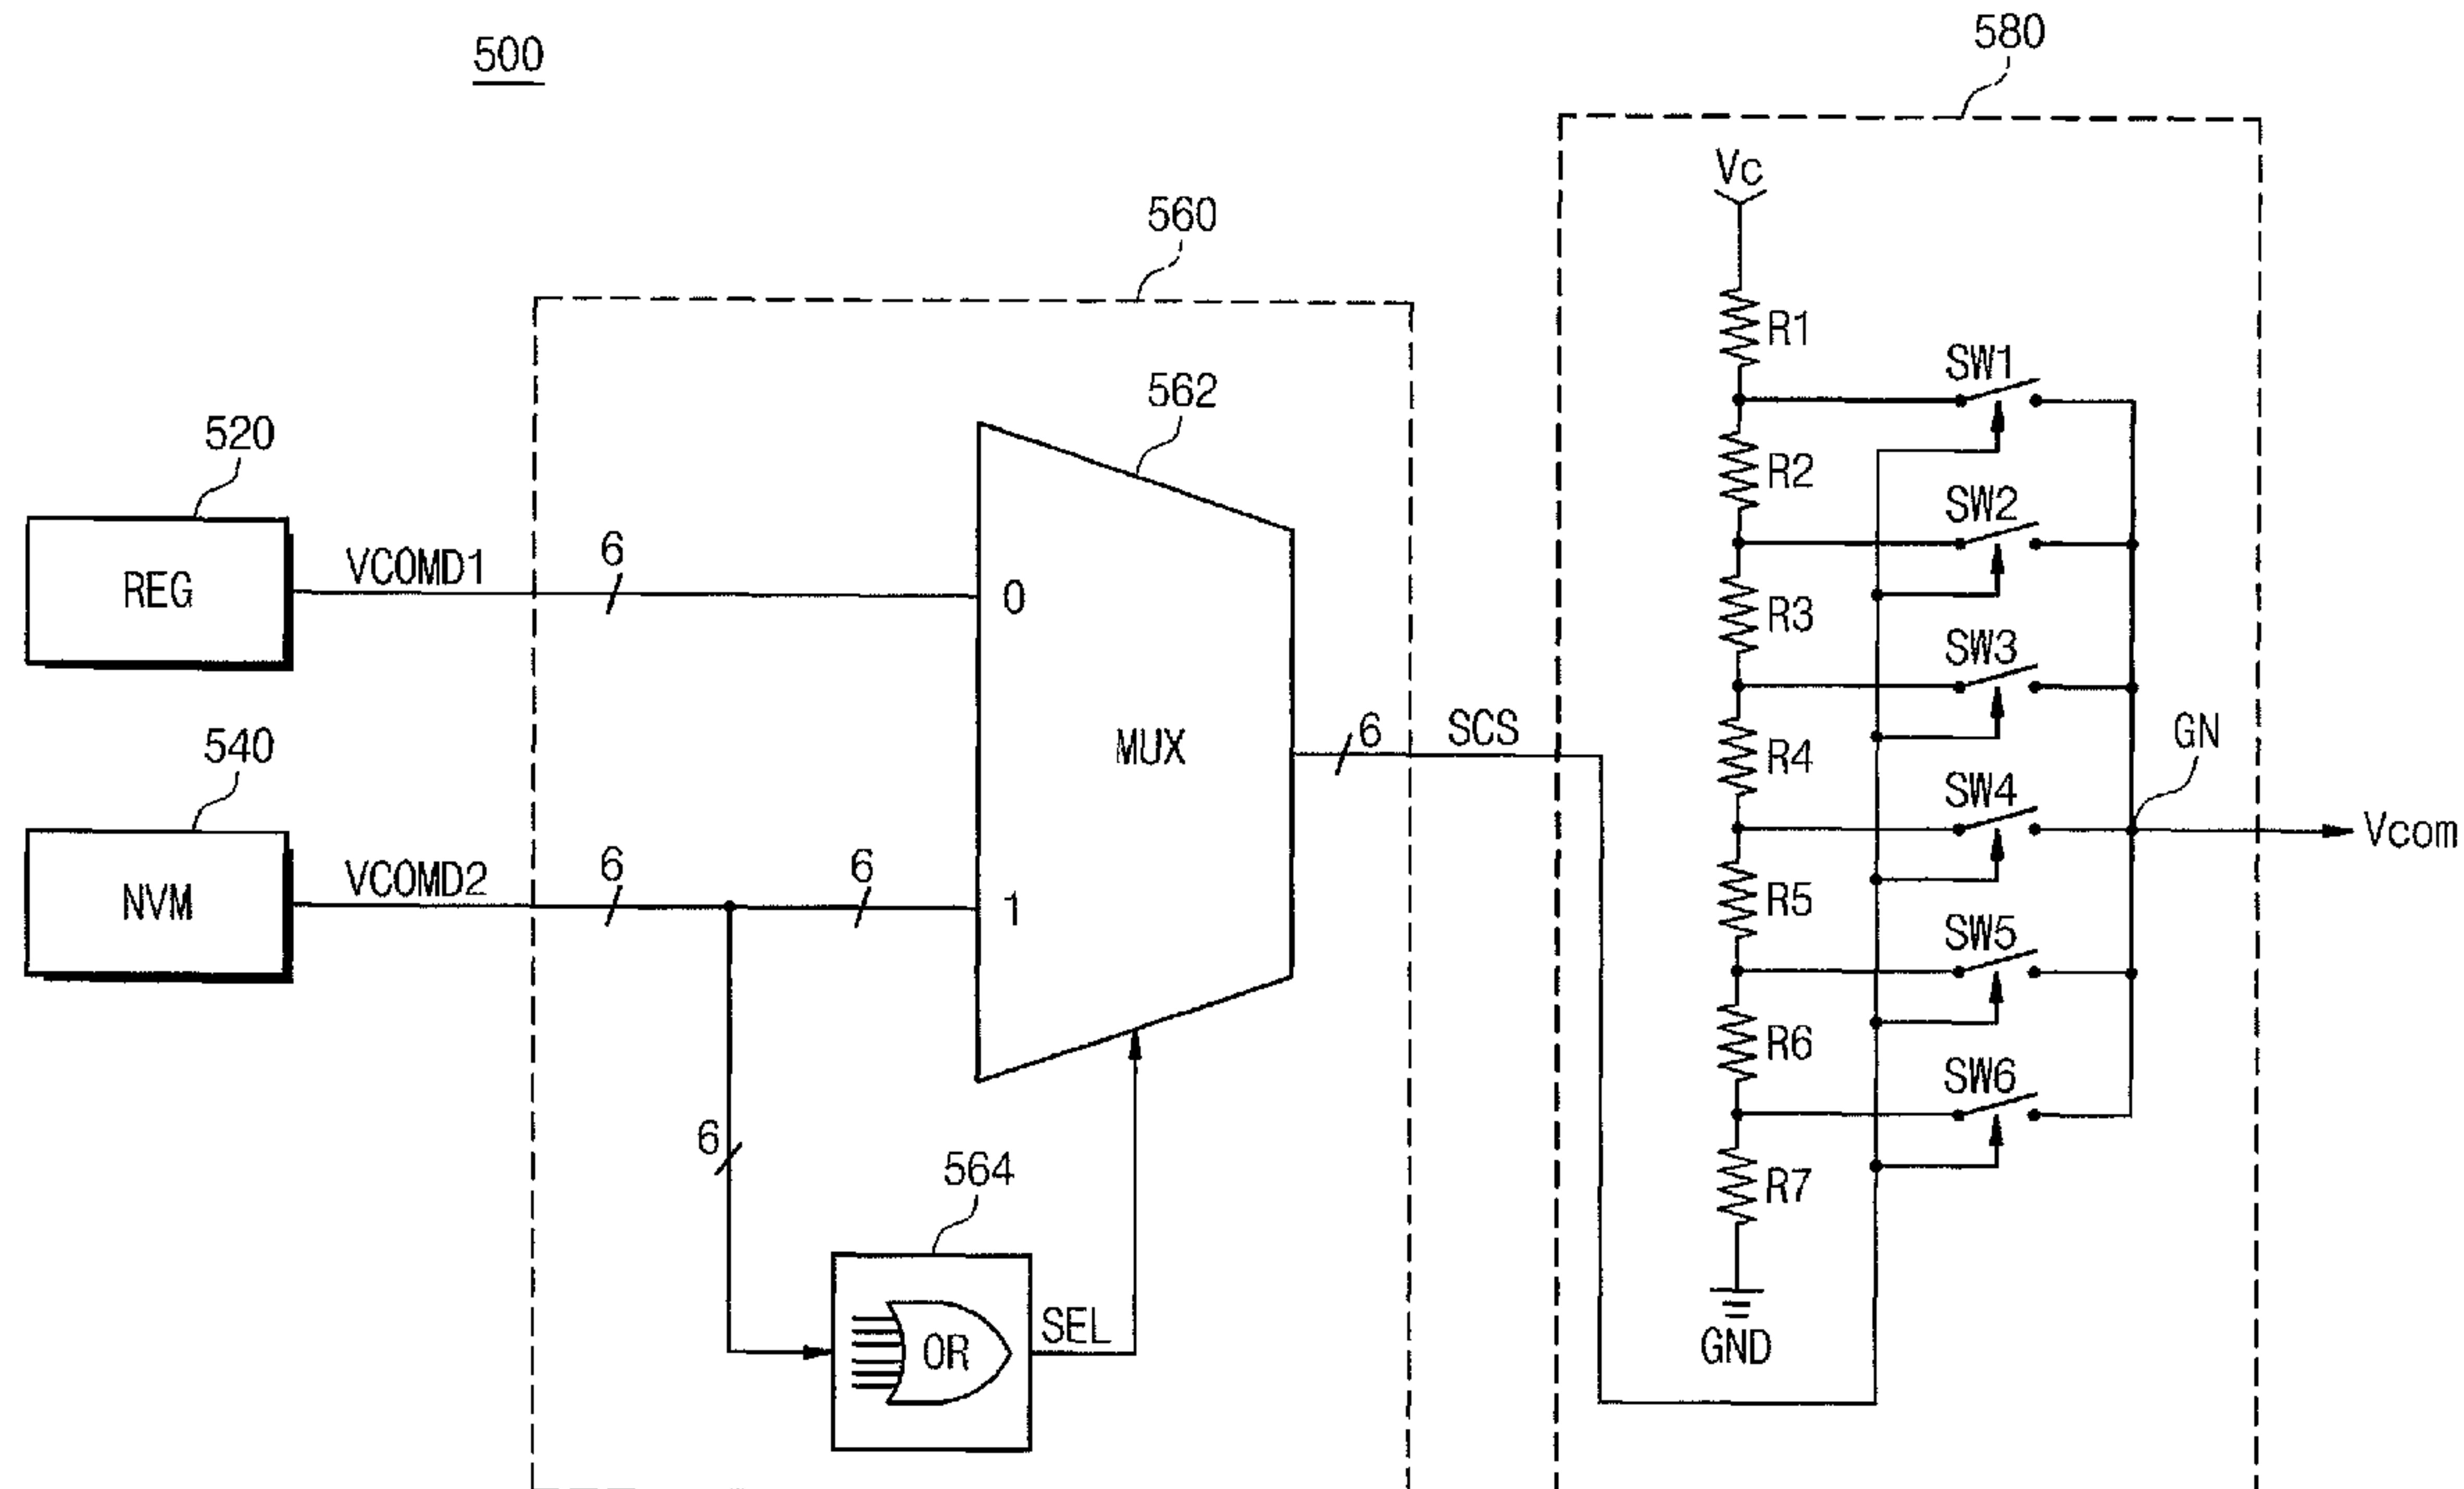 500
580
Vc
560
R1
SW1
562
520
R2
SW2
REG
VCOMD1
6
0
R3
SW3
540
MUX
6
SCS
R4
GN
SW4
Vcom
NVM
VCOMD2
6
6
1
R5
SW5
R6
SW6
6
564
R7
OR
SEL
GND